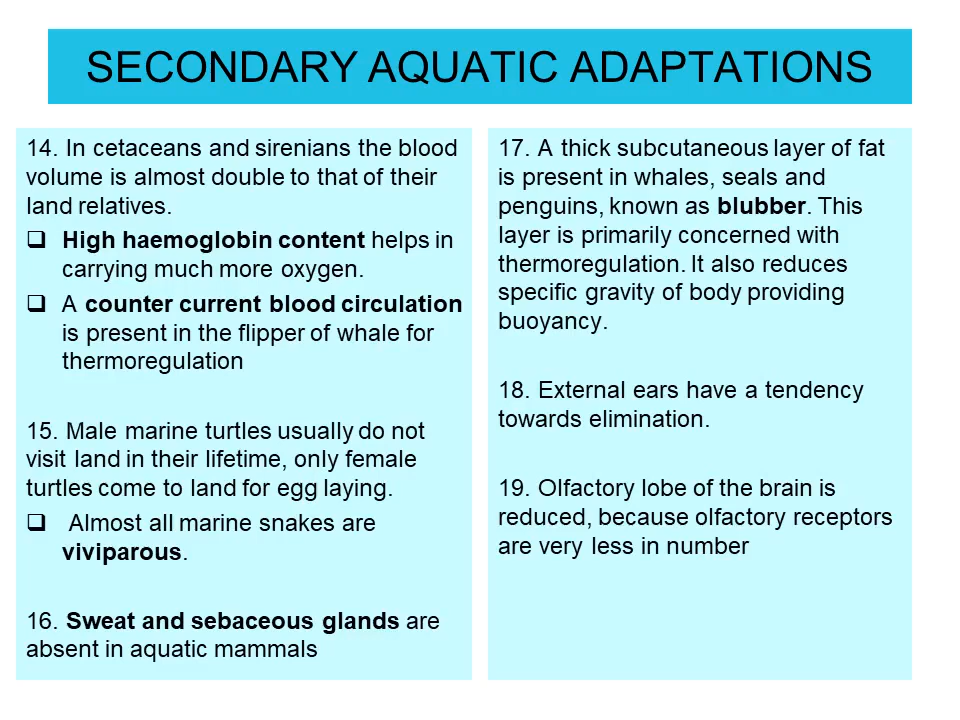 SECONDARY AQUATIC ADAPTATIONS
14. In cetaceans and sirenians the blood
volume is almost double to that of their
land relatives.
❑ High haemoglobin content helps in
carrying much more oxygen.
❑ A counter current blood circulation
is present in the flipper of whale for
thermoregulation
15. Male marine turtles usually do not
visit land in their lifetime, only female
turtles come to land for egg laying.
❑ Almost all marine snakes are
viviparous.
16. Sweat and sebaceous glands are
absent in aquatic mammals
17. A thick subcutaneous layer of fat
is present in whales, seals and
penguins, known as blubber. This
layer is primarily concerned with
thermoregulation. It also reduces
specific gravity of body providing
buoyancy.
18. External ears have a tendency
towards elimination.
19. Olfactory lobe of the brain is
reduced, because olfactory receptors
are very less in number